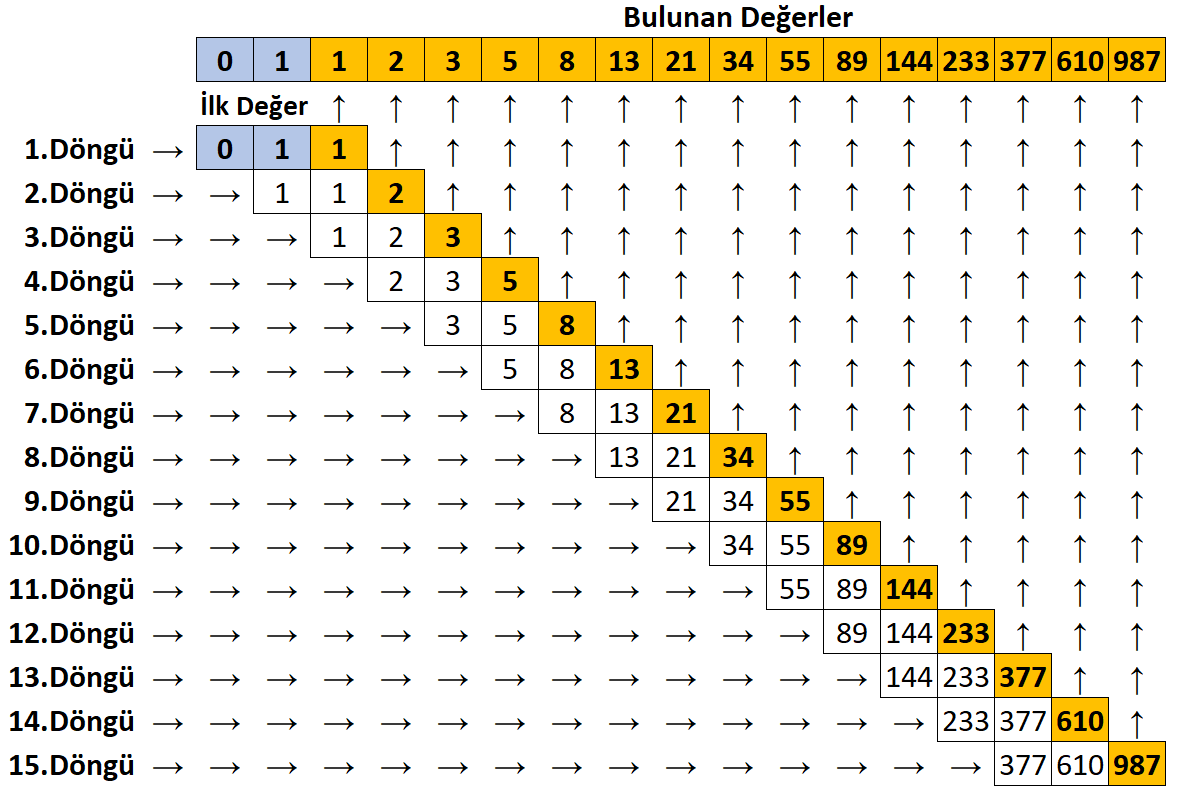 Bulunan Değerler
0 1 1 2 3 5 8 13 21 34 55 89 144 233 377 610 987
İlk Değer ↑ ↑ ↑ ↑ ↑ ↑ ↑ ↑ ↑ ↑ ↑ ↑ ↑ ↑ ↑
1.Döngü → 0 1 1 ↑ ↑ ↑ ↑ ↑ ↑ ↑ ↑ ↑ ↑ ↑ ↑ ↑ ↑
2.Döngü → → 1 1 2 ↑ ↑ ↑ ↑ ↑ ↑ ↑ ↑ ↑ ↑ ↑ ↑ ↑
3.Döngü → → → 1 2 3 ↑ ↑ ↑ ↑ ↑ ↑ ↑ ↑ ↑ ↑ ↑ ↑
4.Döngü → → → → 2 3 5 ↑ ↑ ↑ ↑ ↑ ↑ ↑ ↑ ↑ ↑ ↑
5.Döngü → → → → → 3 5 8 ↑ ↑ ↑ ↑ ↑ ↑ ↑ ↑ ↑ ↑
6.Döngü → → → → → → 5 8 13 ↑ ↑ ↑ ↑ ↑ ↑ ↑ ↑ ↑
7.Döngü → → → → → → → 8 13 21 ↑ ↑ ↑ ↑ ↑ ↑ ↑ ↑
8.Döngü → → → → → → → → 13 21 34 ↑ ↑ ↑ ↑ ↑ ↑ ↑
9.Döngü → → → → → → → → → 21 34 55 ↑ ↑ ↑ ↑ ↑ ↑
10.Döngü → → → → → → → → → → 34 55 89 ↑ ↑ ↑ ↑ ↑
11.Döngü → → → → → → → → → → → 55 89 144 ↑ ↑ ↑ ↑
12.Döngü → → → → → → → → → → → → 89 144 233 ↑ ↑ ↑
13.Döngü → → → → → → → → → → → → → 144 233 377 ↑ ↑
14.Döngü → → → → → → → → → → → → → → 233 377 610 ↑
15.Döngü → → → → → → → → → → → → → → → 377 610 987